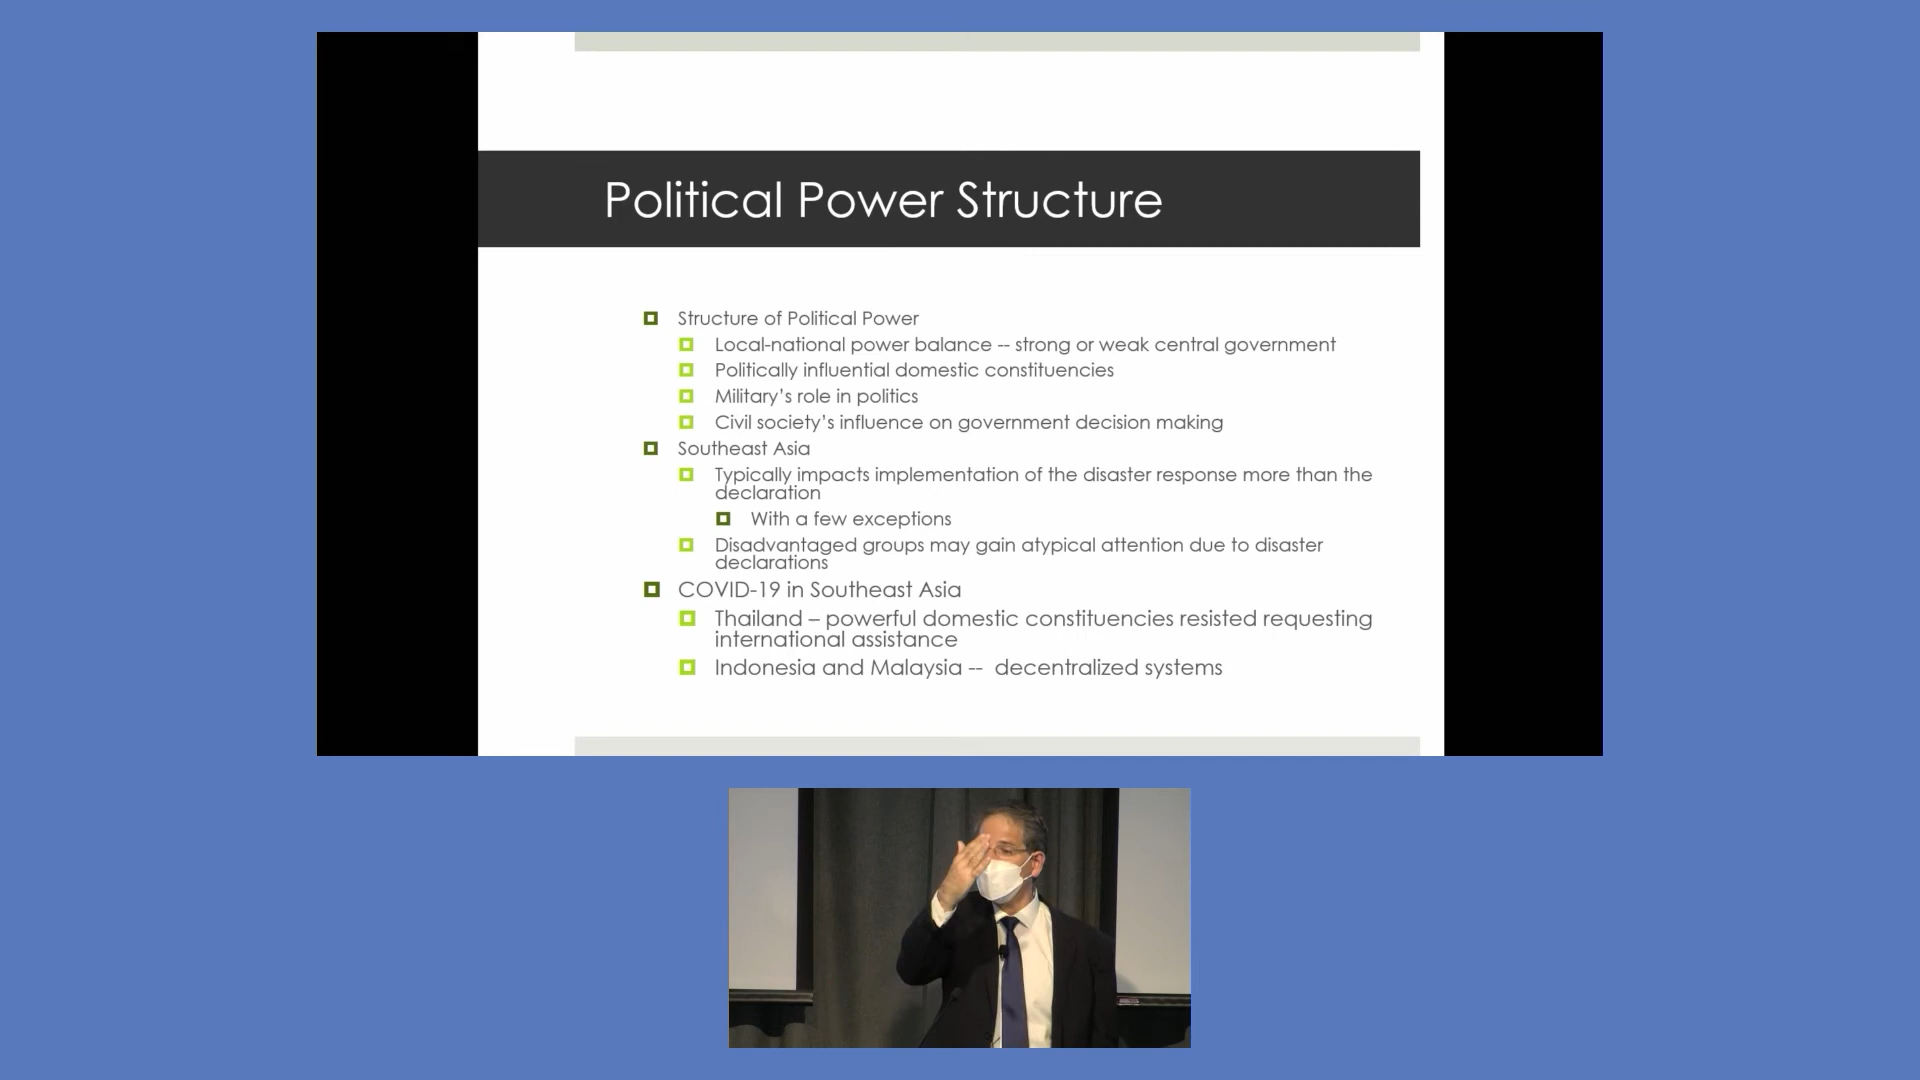 Political Power Structure
Structure of Political Power
Local-national power balance -- strong or weak central government
Politically influential domestic constituencies
Military's role in politics
Civil society's influence on government decision making
Southeast Asia
Typically impacts implementation of the disaster response more than the
declaration
With a few exceptions
Disadvantaged groups may gain atypical attention due to disaster
declarations
COVID-19 in Southeast Asia
Thailand – powerful domestic constituencies resisted requesting
international assistance
Indonesia and Malaysia --  decentralized systems